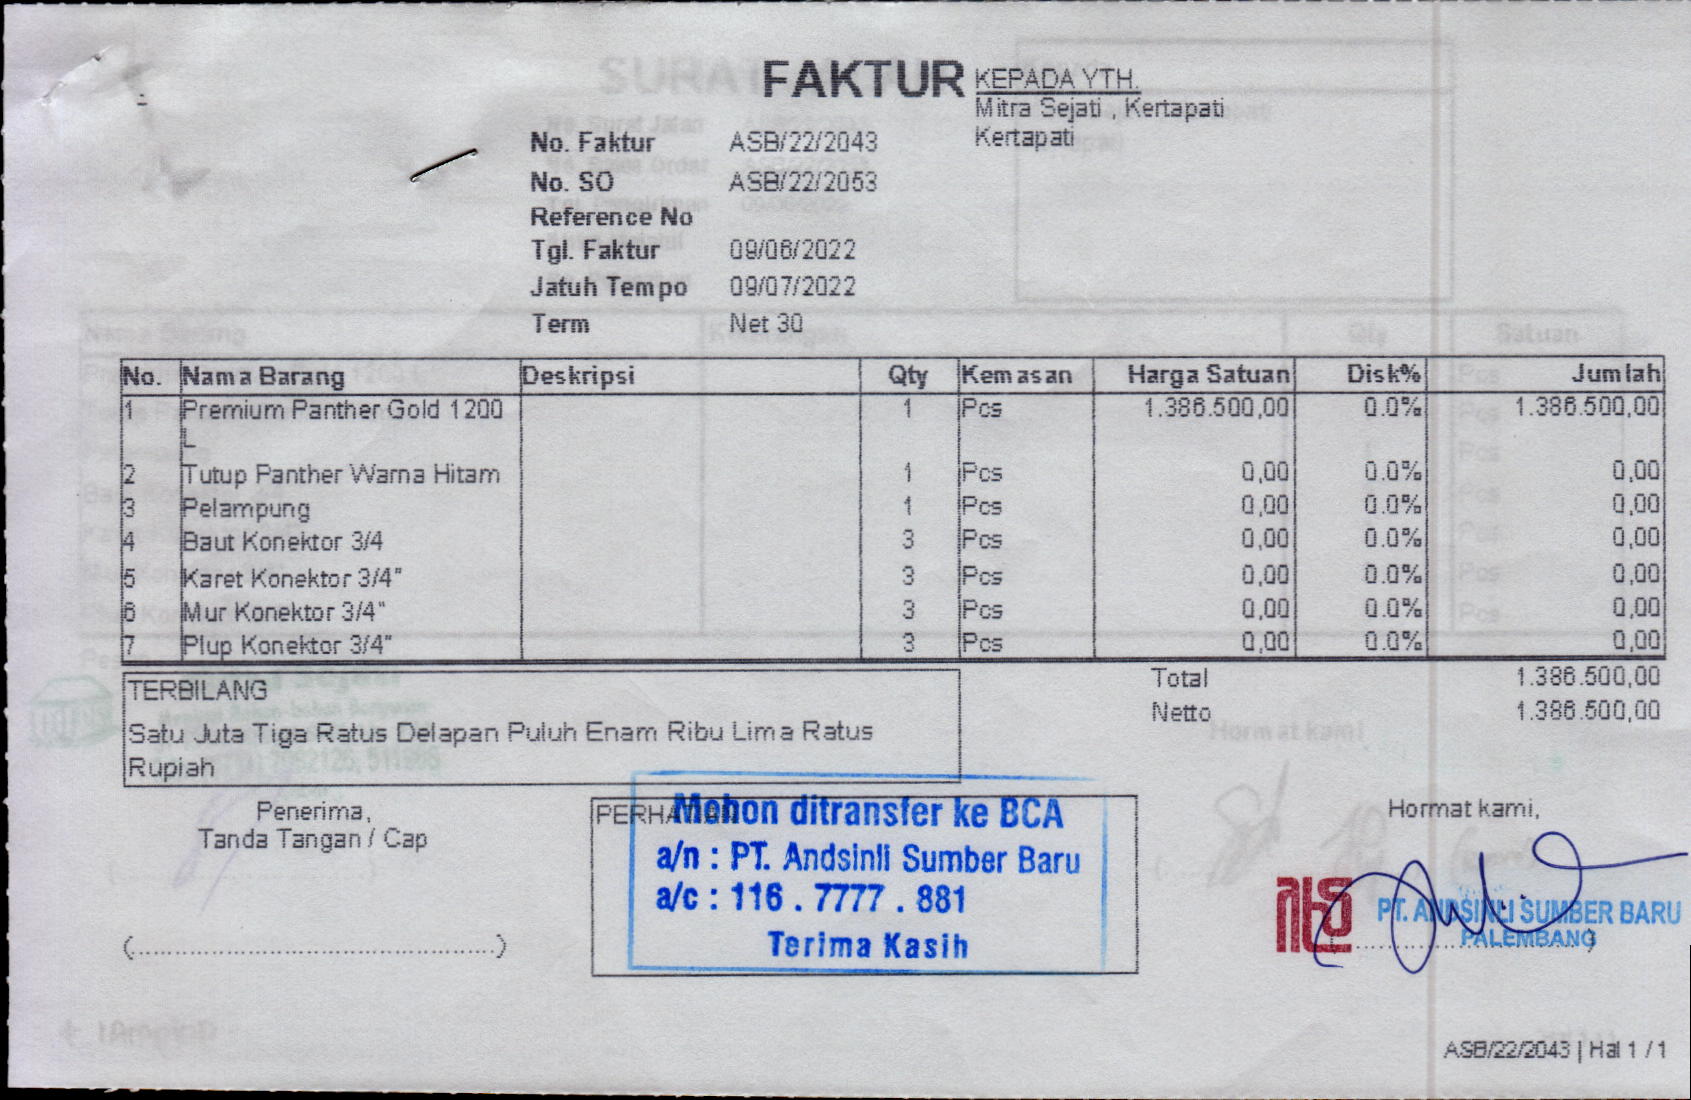 FAKTUR
KEPADA YTH.
Mitra Sejati , Kertapati
Kertapati
No. Faktur ASB/22/2043
No. SO ASB/22/2053
Reference No
Tgl. Faktur 09/06/2022
Jatuh Tempo 09/07/2022
Term Net 30
No. Nama Barang Deskripsi Qty Kemasan Harga Satuan Disk% Jumlah
1 Premium Panther Gold 1200 1 Pcs 1.386.500,00 0.0% 1.386.500,00
L
2 Tutup Panther Warna Hitam 1 Pcs 0,00 0.0% 0,00
3 Pelampung 1 Pcs 0,00 0.0% 0,00
4 Baut Konektor 3/4 3 Pcs 0,00 0.0% 0,00
5 Karet Konektor 3/4" 3 Pcs 0,00 0.0% 0,00
6 Mur Konektor 3/4" 3 Pcs 0,00 0.0% 0,00
7 Plup Konektor 3/4" 3 Pcs 0,00 0.0% 0,00
Total 1.386.500,00
Netto 1.386.500,00
TERBILANG
Satu Juta Tiga Ratus Delapan Puluh Enam Ribu Lima Ratus
Rupiah
Penerima,
Tanda Tangan / Cap
(................................................)
Mohon ditransfer ke BCA
a/n : PT. Andsinli Sumber Baru
a/c : 116 . 7777 . 881
Terima Kasih
Hormat kami,
PT. ANDSINLI SUMBER BARU
PALEMBANG
ASB/22/2043 | Hal 1 / 1